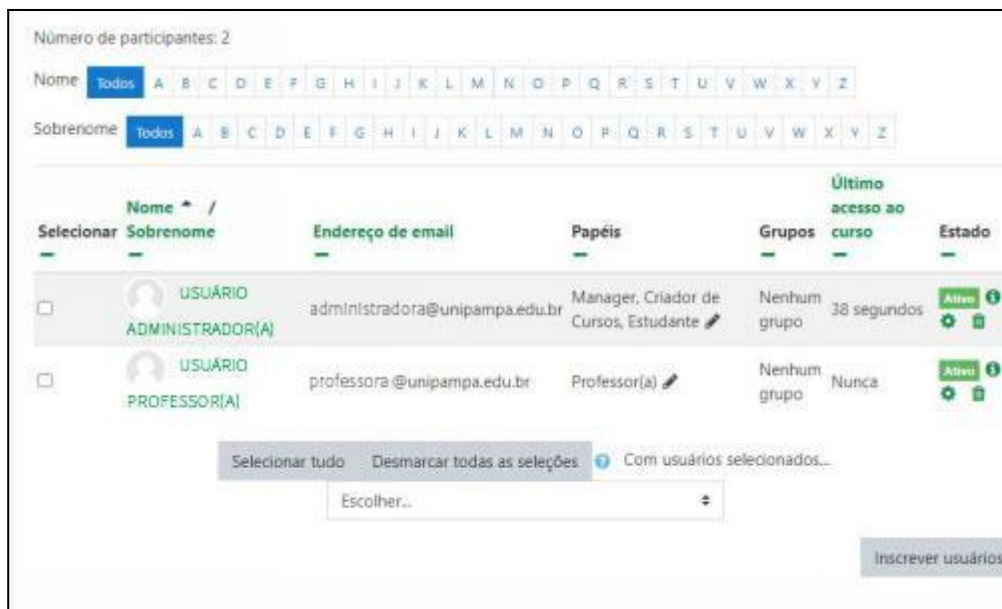 Número de participantes: 2
Nome Todos A B C D E F G H I J K L M N O P Q R S T U V W X Y Z
Sobrenome Todos A B C D E F G H I J K L M N O P Q R S T U V W X Y Z
Selecionar
Nome /
Sobrenome
Endereço de email
Papéis
Grupos
Último
acesso ao
curso
Estado
USUÁRIO
ADMINISTRADOR(A)
administradora@unipampa.edu.br
Manager, Criador de
Cursos, Estudante
Nenhum
grupo
38 segundos
Ativo
USUÁRIO
PROFESSOR(A)
professora @unipampa.edu.br
Professor(a)
Nenhum
grupo
Nunca
Ativo
Selecionar tudo Desmarcar todas as seleções Com usuários selecionados...
Escolher...
Inscrever usuários